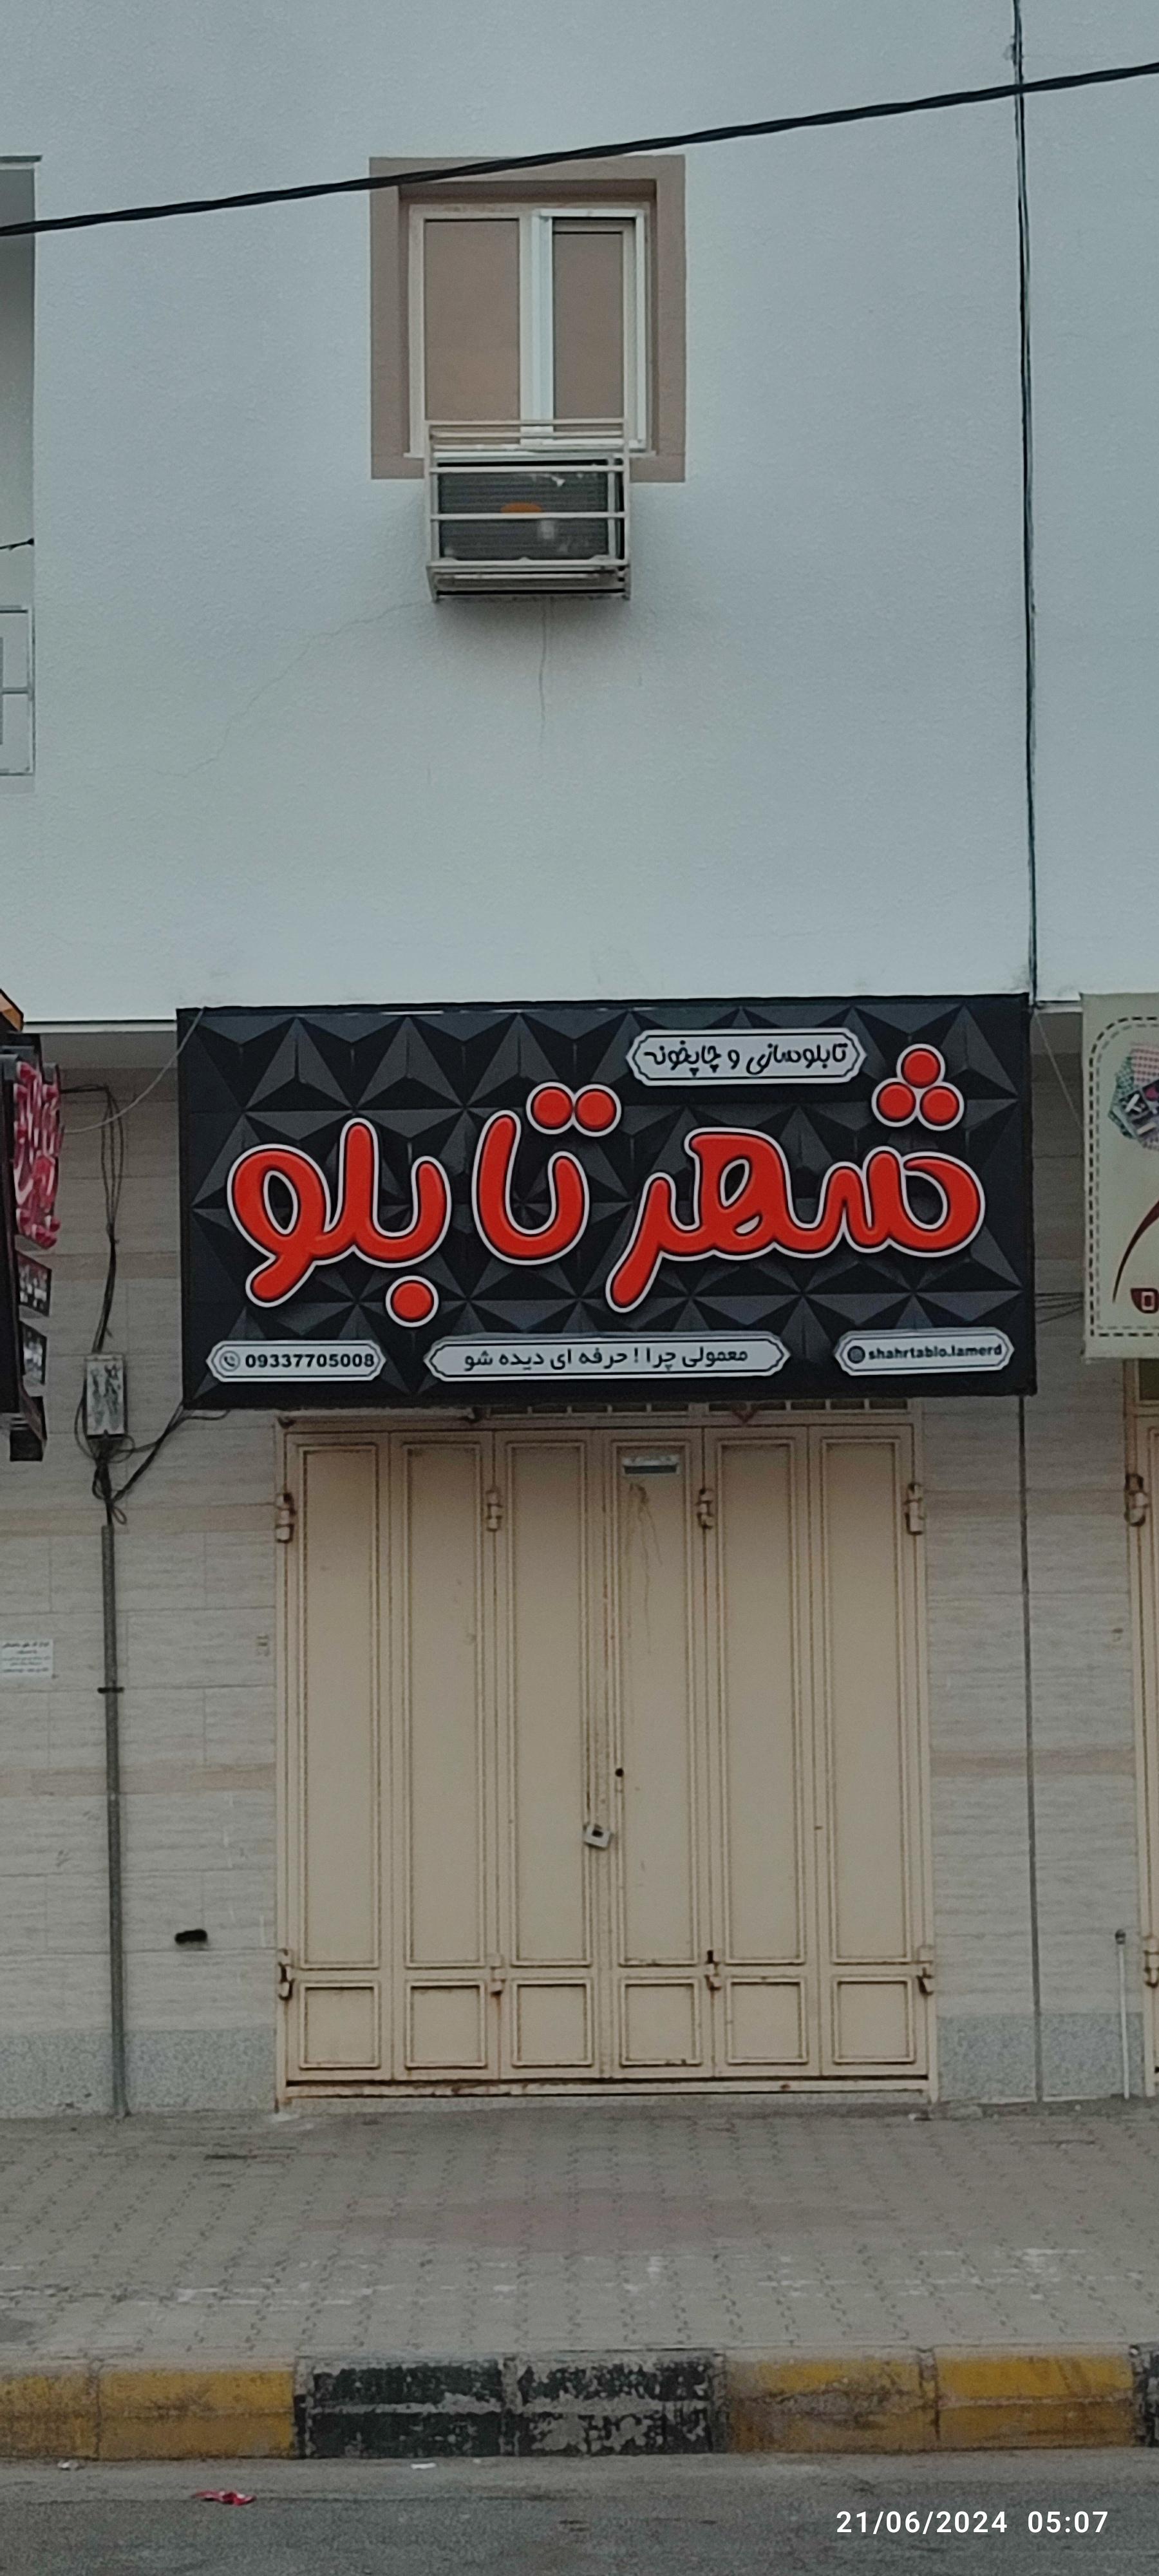 تابلوسازی و چاپخونه
شهر تابلو
09337705008
معمولی چرا ! حرفه ای دیده شو
shahrtablo.lamerd
21/06/2024 05:07